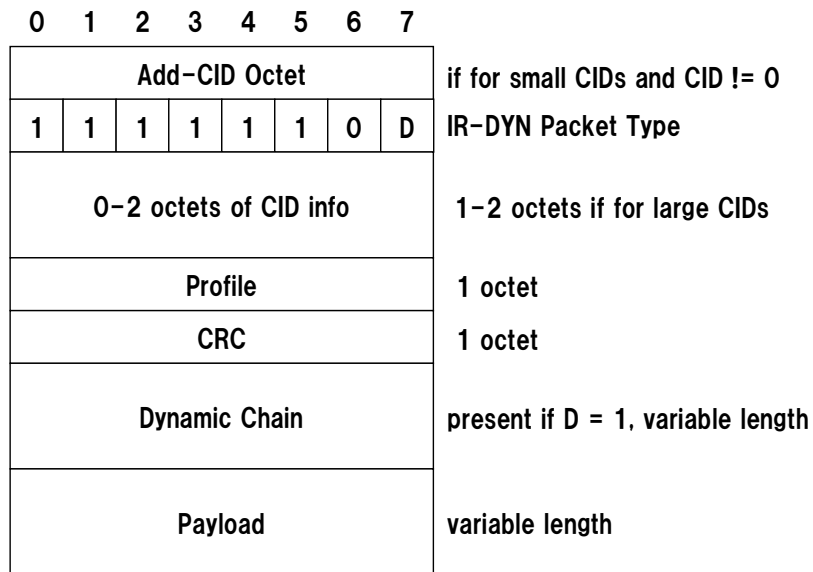 0 1 2 3 4 5 6 7
Add-CID Octet if for small CIDs and CID != 0
1 1 1 1 1 1 0 D IR-DYN Packet Type
0-2 octets of CID info 1-2 octets if for large CIDs
Profile 1 octet
CRC 1 octet
Dynamic Chain present if D = 1, variable length
Payload variable length